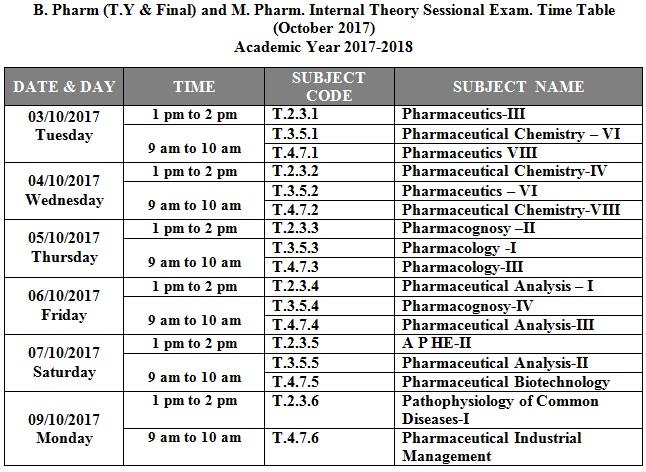 B. Pharm (T.Y & Final) and M. Pharm. Internal Theory Sessional Exam. Time Table
(October 2017)
Academic Year 2017-2018
DATE & DAY TIME SUBJECT CODE SUBJECT NAME
03/10/2017 Tuesday 1 pm to 2 pm T.2.3.1 Pharmaceutics-III
9 am to 10 am T.3.5.1 Pharmaceutical Chemistry – VI
T.4.7.1 Pharmaceutics VIII
04/10/2017 Wednesday 1 pm to 2 pm T.2.3.2 Pharmaceutical Chemistry-IV
9 am to 10 am T.3.5.2 Pharmaceutics – VI
T.4.7.2 Pharmaceutical Chemistry-VIII
05/10/2017 Thursday 1 pm to 2 pm T.2.3.3 Pharmacognosy –II
9 am to 10 am T.3.5.3 Pharmacology -I
T.4.7.3 Pharmacology-III
06/10/2017 Friday 1 pm to 2 pm T.2.3.4 Pharmaceutical Analysis – I
9 am to 10 am T.3.5.4 Pharmacognosy-IV
T.4.7.4 Pharmaceutical Analysis-III
07/10/2017 Saturday 1 pm to 2 pm T.2.3.5 A P HE-II
9 am to 10 am T.3.5.5 Pharmaceutical Analysis-II
T.4.7.5 Pharmaceutical Biotechnology
09/10/2017 Monday 1 pm to 2 pm T.2.3.6 Pathophysiology of Common
Diseases-I
9 am to 10 am T.4.7.6 Pharmaceutical Industrial
Management